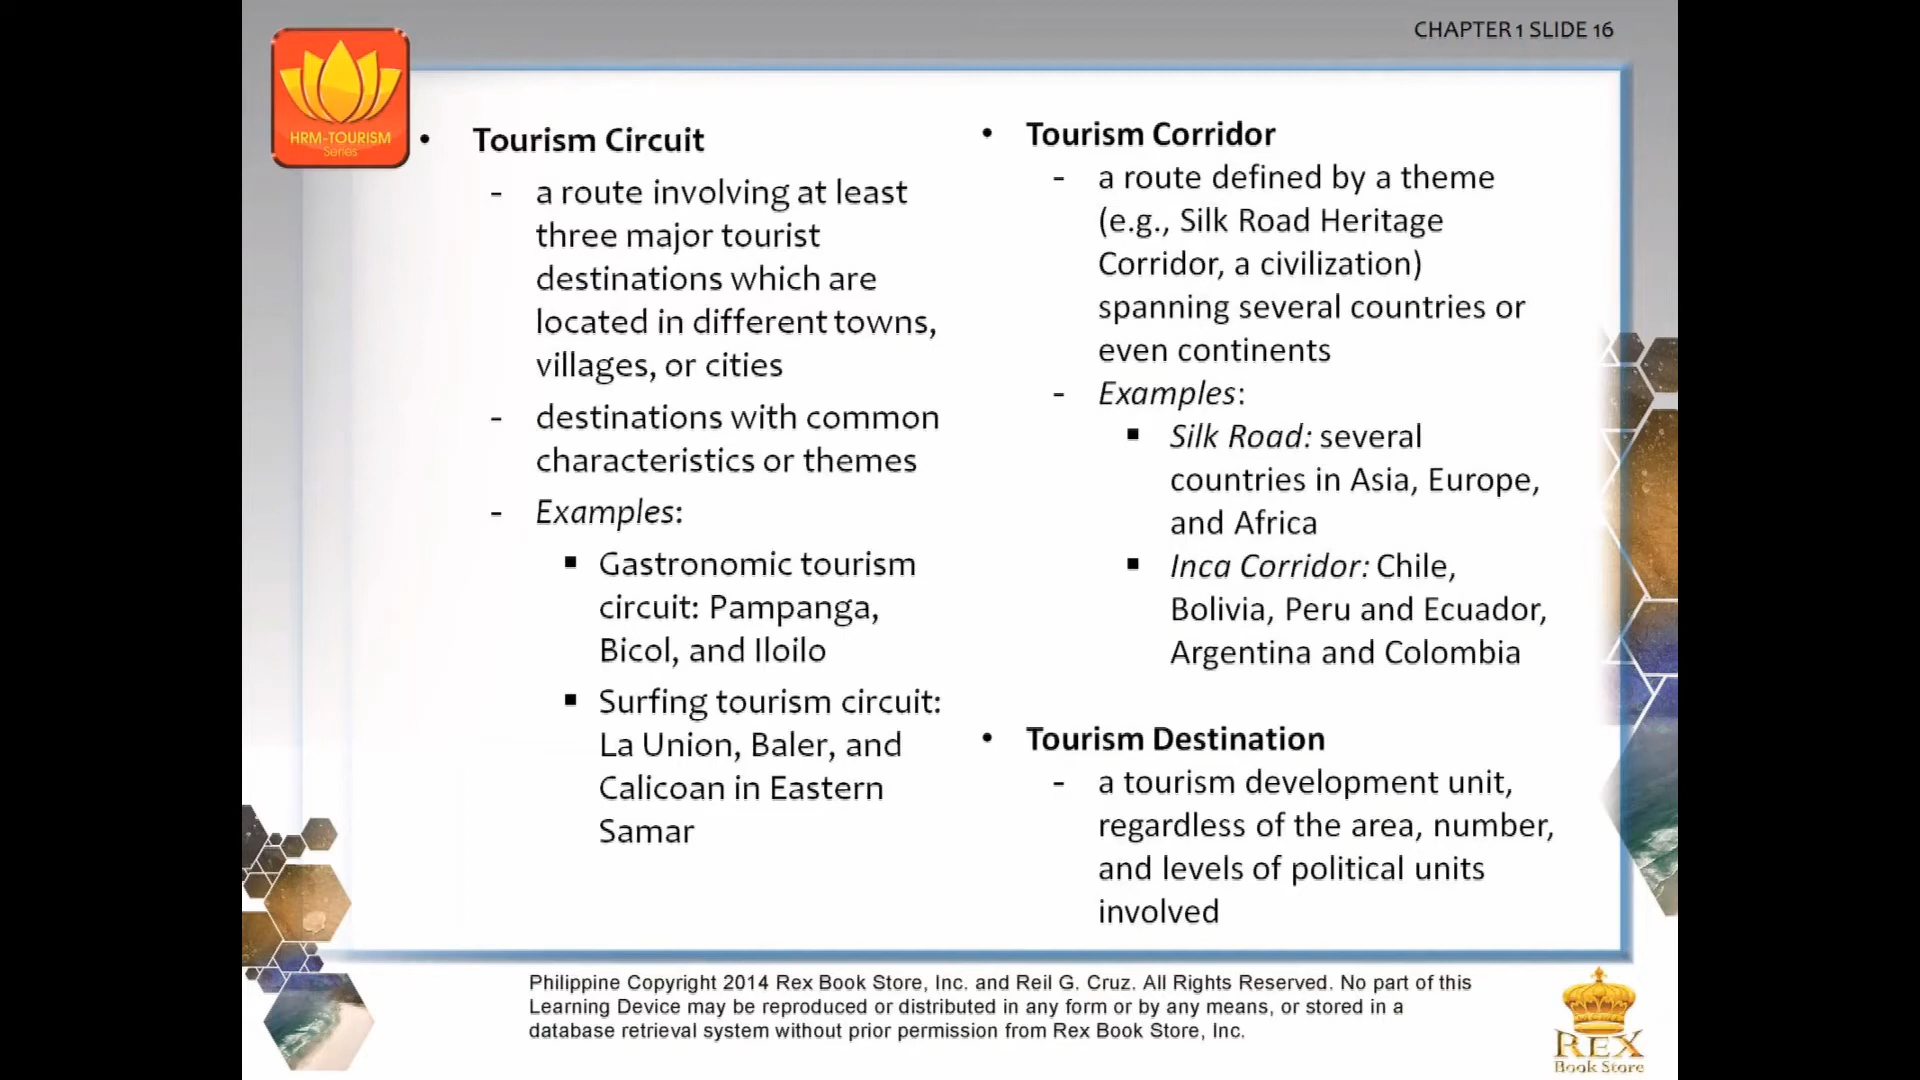 CHAPTER 1 SLIDE 16
HRM-TOURISM
Series
• Tourism Circuit
- a route involving at least
three major tourist
destinations which are
located in different towns,
villages, or cities
- destinations with common
characteristics or themes
- Examples:
▪ Gastronomic tourism
circuit: Pampanga,
Bicol, and Iloilo
▪ Surfing tourism circuit:
La Union, Baler, and
Calicoan in Eastern
Samar
• Tourism Corridor
- a route defined by a theme
(e.g., Silk Road Heritage
Corridor, a civilization)
spanning several countries or
even continents
- Examples:
▪ Silk Road: several
countries in Asia, Europe,
and Africa
▪ Inca Corridor: Chile,
Bolivia, Peru and Ecuador,
Argentina and Colombia
• Tourism Destination
- a tourism development unit,
regardless of the area, number,
and levels of political units
involved
Philippine Copyright 2014 Rex Book Store, Inc. and Reil G. Cruz. All Rights Reserved. No part of this
Learning Device may be reproduced or distributed in any form or by any means, or stored in a
database retrieval system without prior permission from Rex Book Store, Inc.
REX
Book Store